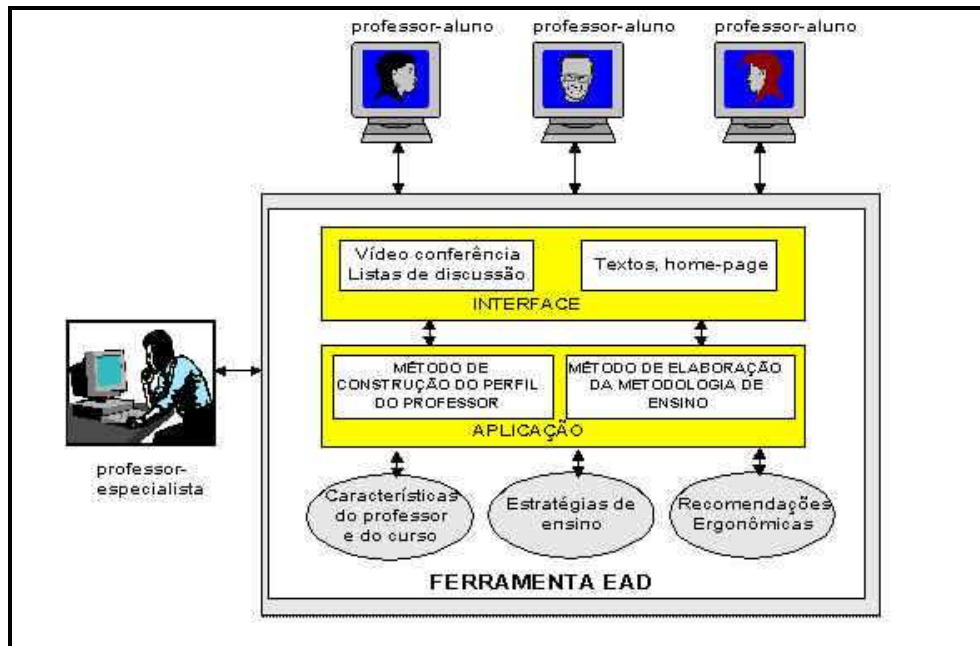 professor-aluno
professor-aluno
professor-aluno
Vídeo conferência
Listas de discussão
Textos, home-page
INTERFACE
MÉTODO DE
CONSTRUÇÃO DO PERFIL
DO PROFESSOR
MÉTODO DE ELABORAÇÃO
DA METODOLOGIA DE
ENSINO
APLICAÇÃO
professor-
especialista
Características
do professor
e do curso
Estratégias de
ensino
Recomendações
Ergonômicas
FERRAMENTA EAD